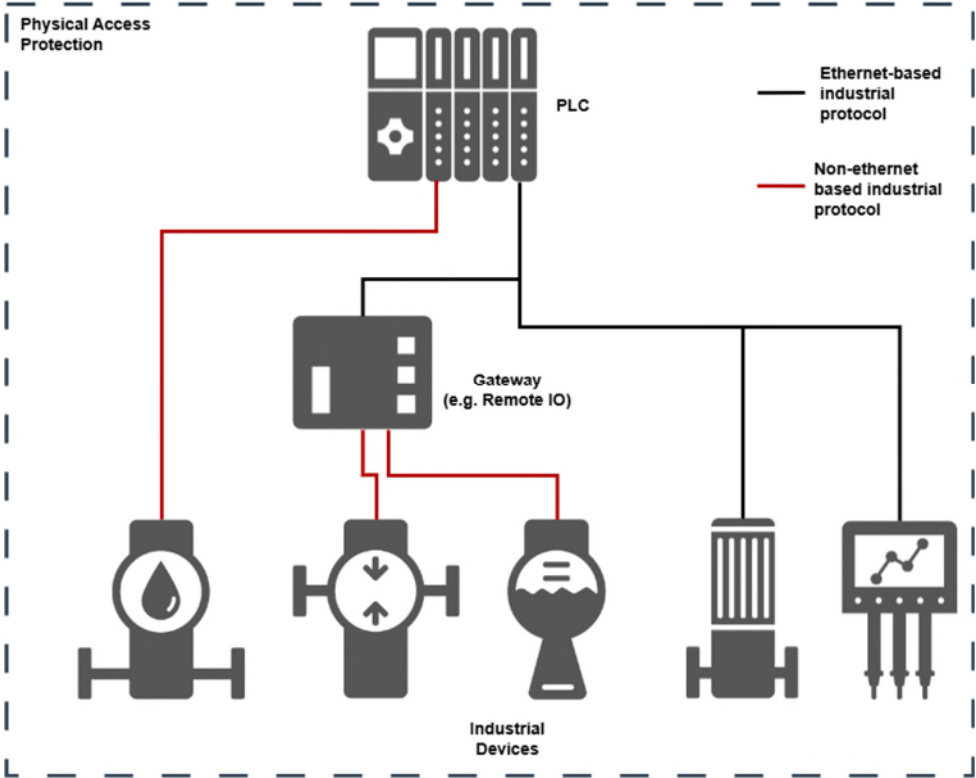 Physical Access
Protection
PLC
Ethernet-based
industrial
protocol
Non-ethernet
based industrial
protocol
Gateway
(e.g. Remote IO)
Industrial
Devices